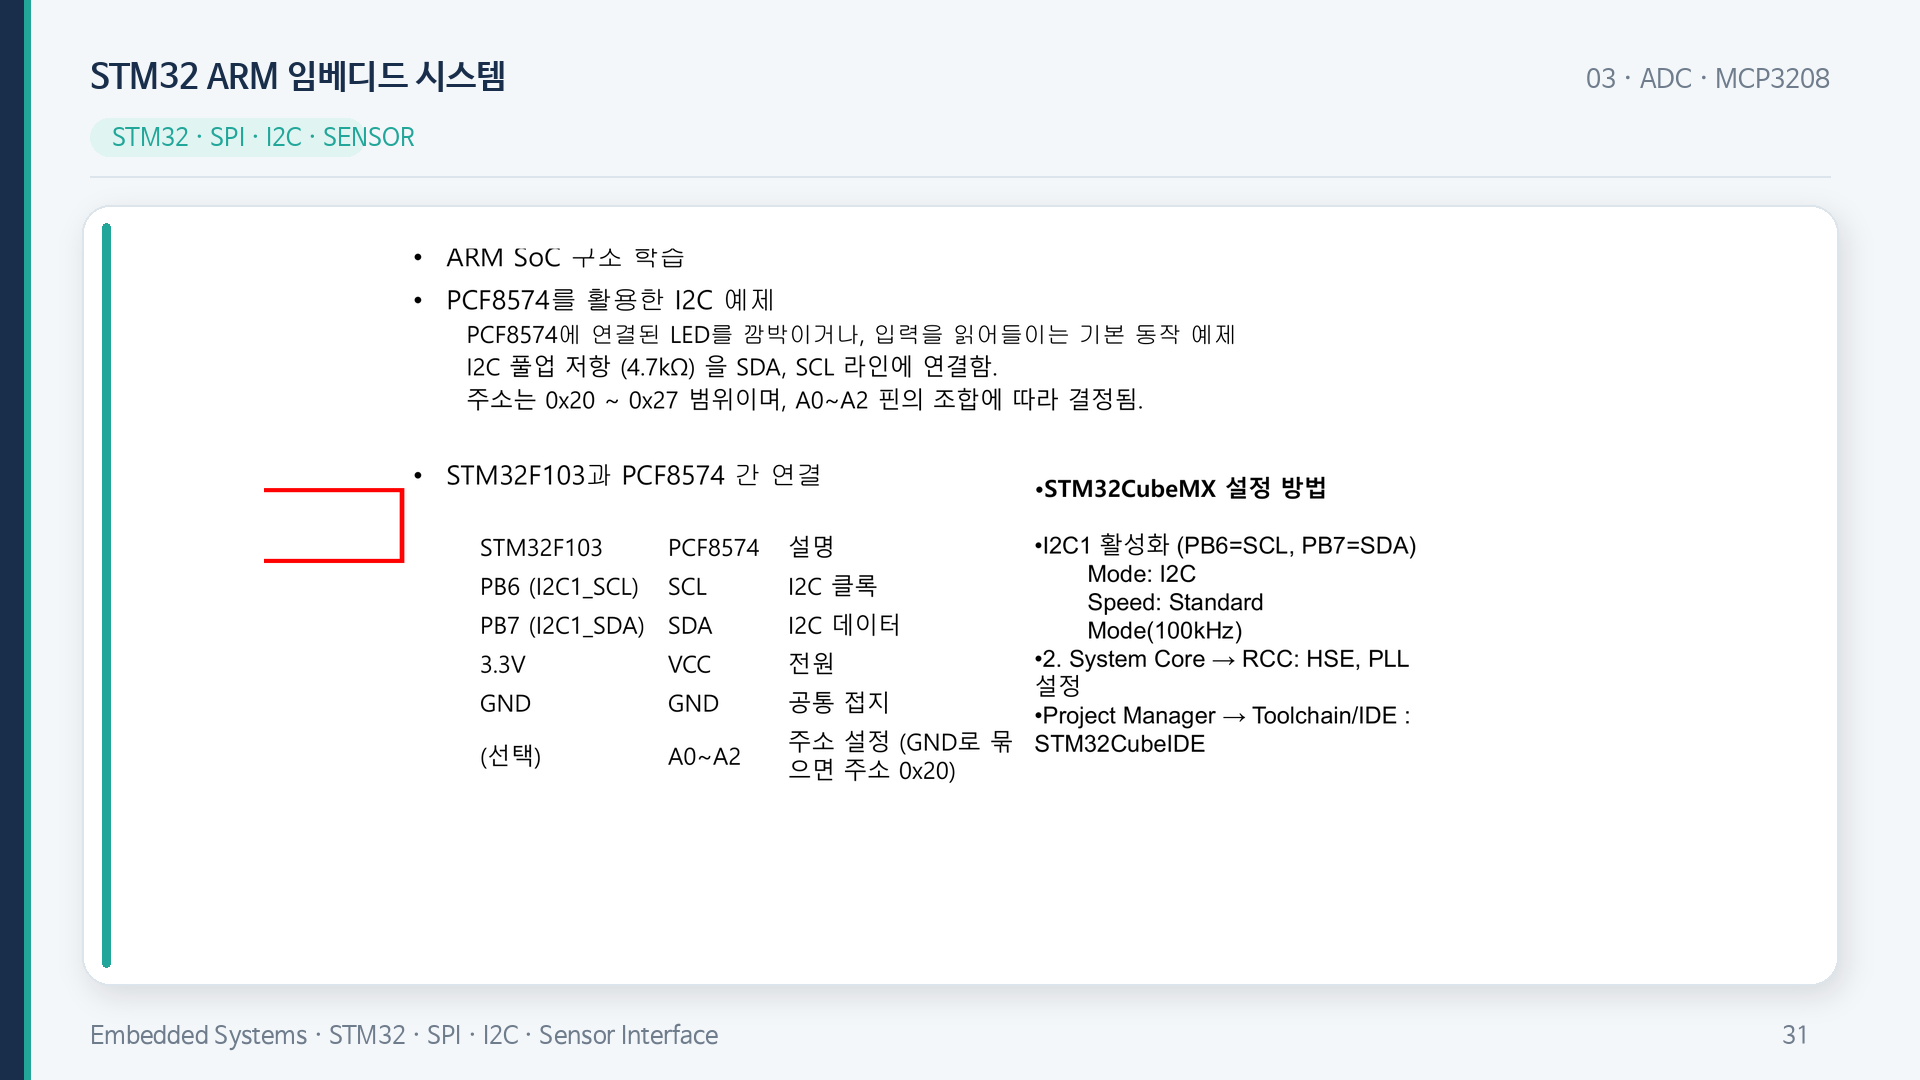 STM32 ARM 임베디드 시스템
03 · ADC · MCP3208
STM32 · SPI · I2C · SENSOR
• ARM SoC 구조 학습
• PCF8574를 활용한 I2C 예제
PCF8574에 연결된 LED를 깜박이거나, 입력을 읽어들이는 기본 동작 예제
I2C 풀업 저항 (4.7kΩ) 을 SDA, SCL 라인에 연결함.
주소는 0x20 ~ 0x27 범위이며, A0~A2 핀의 조합에 따라 결정됨.
• STM32F103과 PCF8574 간 연결
STM32F103 PCF8574 설명
PB6 (I2C1_SCL) SCL I2C 클록
PB7 (I2C1_SDA) SDA I2C 데이터
3.3V VCC 전원
GND GND 공통 접지
(선택) A0~A2 주소 설정 (GND로 묶
으면 주소 0x20)
•STM32CubeMX 설정 방법
•I2C1 활성화 (PB6=SCL, PB7=SDA)
Mode: I2C
Speed: Standard
Mode(100kHz)
•2. System Core → RCC: HSE, PLL
설정
•Project Manager → Toolchain/IDE :
STM32CubeIDE
Embedded Systems · STM32 · SPI · I2C · Sensor Interface
31